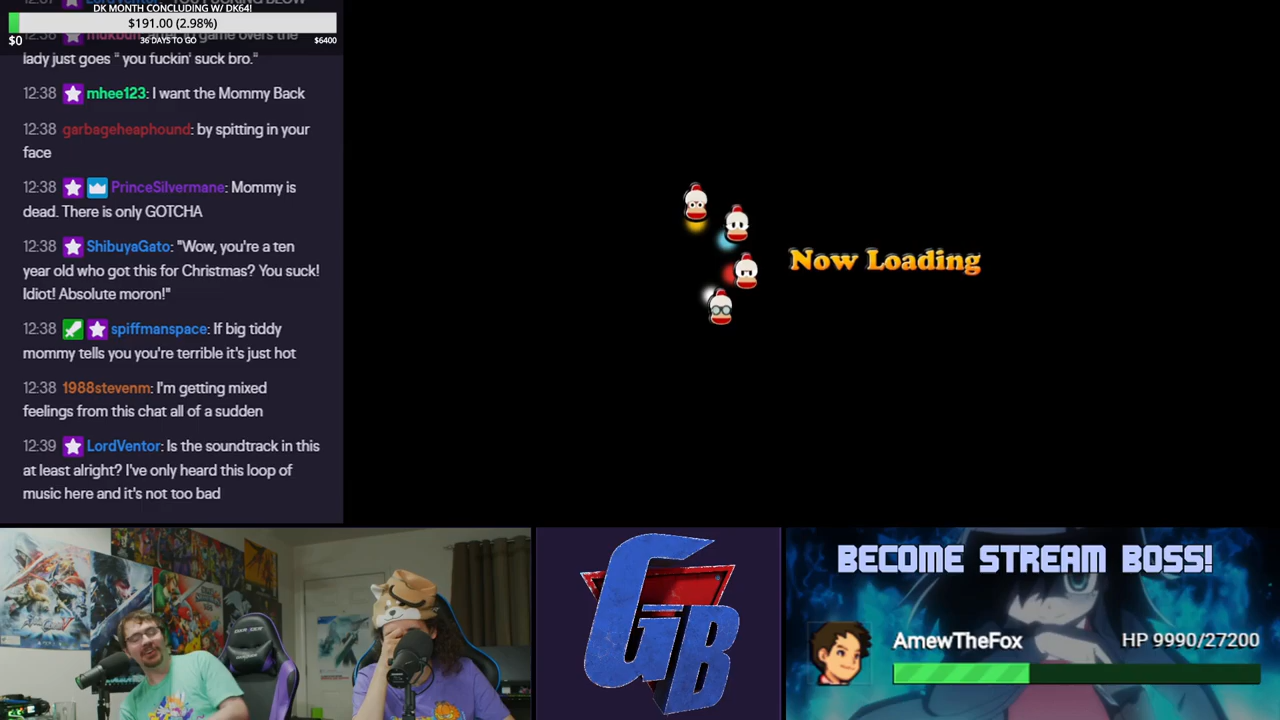 DK MONTH CONCLUDING W/ DK64!
$191.00 (2.98%)
$0 36 DAYS TO GO $6400
lady just goes " you fuckin' suck bro."
12:38 mhee123: I want the Mommy Back
12:38 garbageheaphound: by spitting in your
face
12:38 PrinceSilvermane: Mommy is
dead. There is only GOTCHA
12:38 ShibuyaGato: "Wow, you're a ten
year old who got this for Christmas? You suck!
Idiot! Absolute moron!"
12:38 spiffmanspace: If big tiddy
mommy tells you you're terrible it's just hot
12:38 1988stevenm: I'm getting mixed
feelings from this chat all of a sudden
12:39 LordVentor: Is the soundtrack in this
at least alright? I've only heard this loop of
music here and it's not too bad
Now Loading
GB
BECOME STREAM BOSS!
AmewTheFox HP 9990/27200